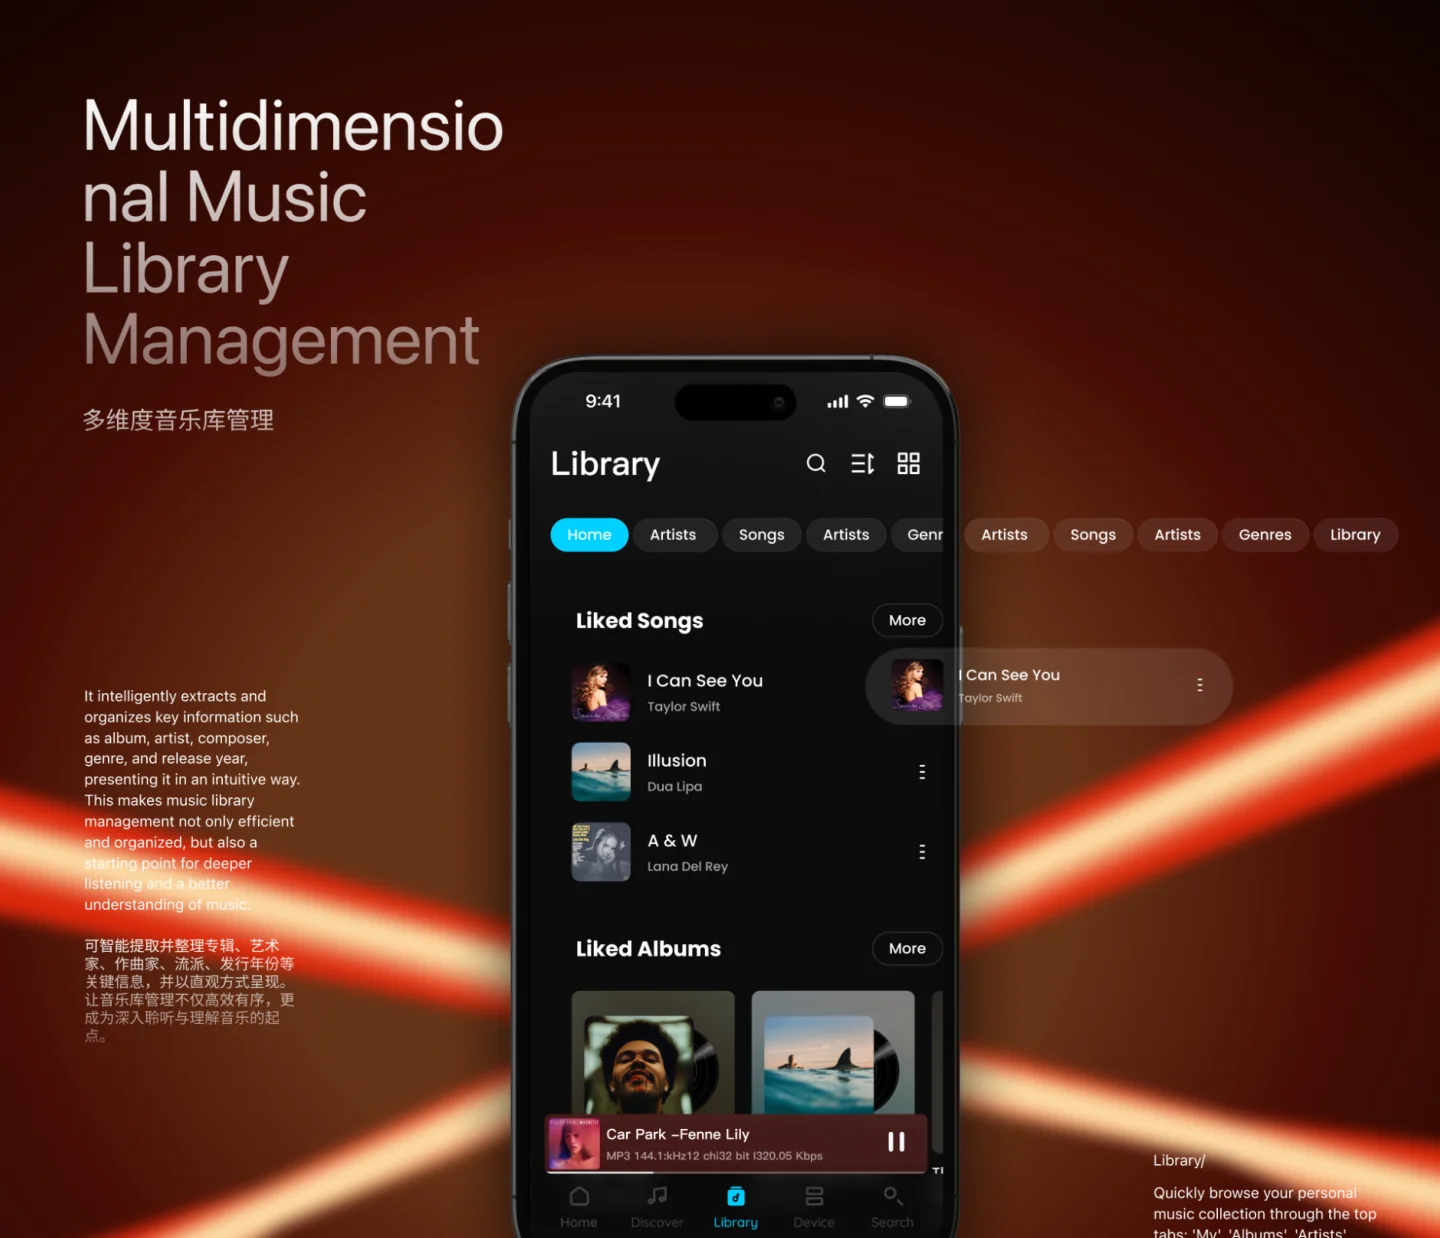 Multidimensio
nal Music
Library
Management
多维度音乐库管理
9:41
Library
Home Artists Songs Artists Genr Artists Songs Artists Genres Library
Liked Songs More
I Can See You
Taylor Swift
I Can See You
Taylor Swift
Illusion
Dua Lipa
A & W
Lana Del Rey
It intelligently extracts and
organizes key information such
as album, artist, composer,
genre, and release year,
presenting it in an intuitive way.
This makes music library
management not only efficient
and organized, but also a
starting point for deeper
listening and a better
understanding of music.
可智能提取并整理专辑、艺术
家、作曲家、流派、发行年份等
关键信息，并以直观方式呈现。
让音乐库管理不仅高效有序，更
成为深入聆听与理解音乐的起
点。
Liked Albums More
Car Park –Fenne Lily
MP3 144.1:kHz12 chi32 bit I320.05 Kbps
Home Discover Library Device Search
Library/
Quickly browse your personal
music collection through the top
tabs: 'My' 'Albums' 'Artists'